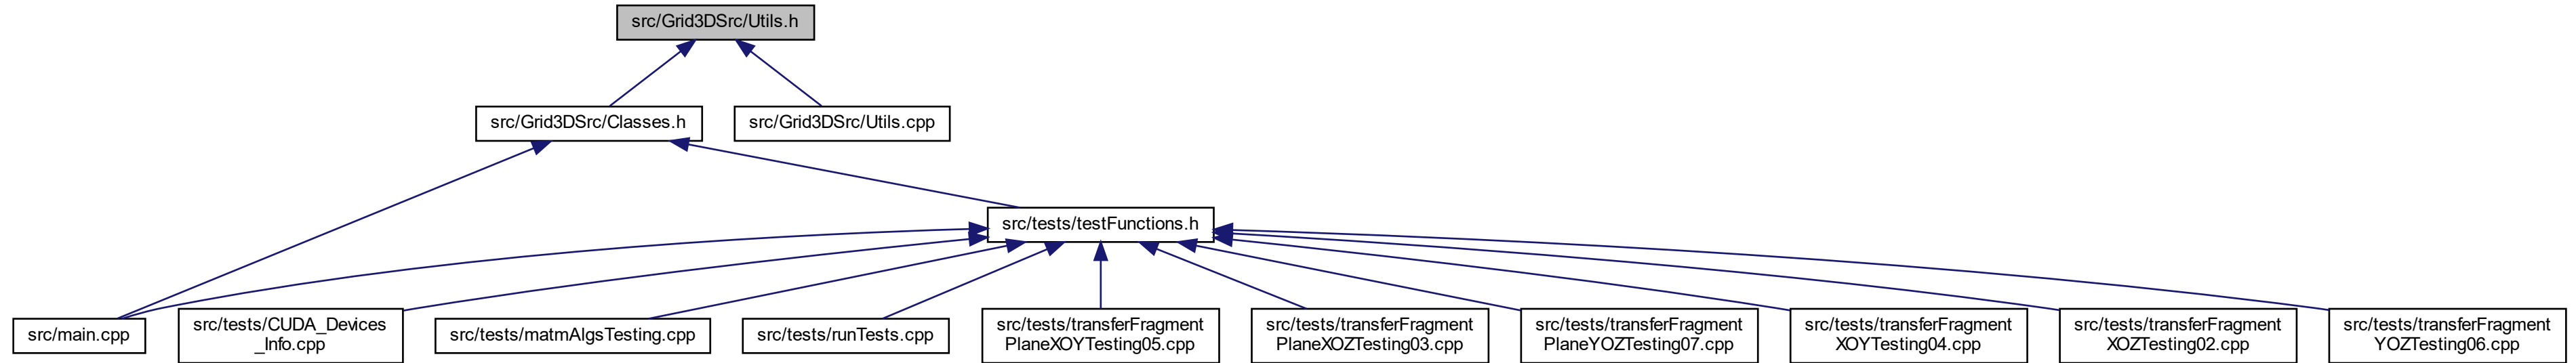 src/Grid3DSrc/Utils.h
src/Grid3DSrc/Classes.h
src/Grid3DSrc/Utils.cpp
src/tests/testFunctions.h
src/main.cpp
src/tests/CUDA_Devices
_Info.cpp
src/tests/matmAlgsTesting.cpp
src/tests/runTests.cpp
src/tests/transferFragment
PlaneXOYTesting05.cpp
src/tests/transferFragment
PlaneXOZTesting03.cpp
src/tests/transferFragment
PlaneYOZTesting07.cpp
src/tests/transferFragment
XOYTesting04.cpp
src/tests/transferFragment
XOZTesting02.cpp
src/tests/transferFragment
YOZTesting06.cpp